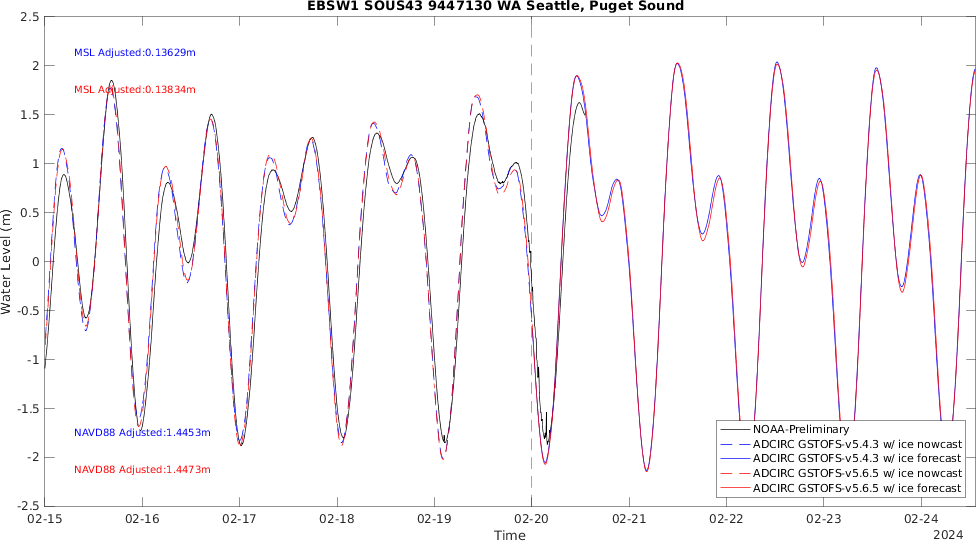 EBSW1 SOUS43 9447130 WA Seattle, Puget Sound
2.5
2
1.5
1
0.5
0
-0.5
-1
-1.5
-2
-2.5
Water Level (m)
MSL Adjusted:0.13629m
MSL Adjusted:0.13834m
NAVD88 Adjusted:1.4453m
NAVD88 Adjusted:1.4473m
NOAA-Preliminary
ADCIRC GSTOFS-v5.4.3 w/ ice nowcast
ADCIRC GSTOFS-v5.4.3 w/ ice forecast
ADCIRC GSTOFS-v5.6.5 w/ ice nowcast
ADCIRC GSTOFS-v5.6.5 w/ ice forecast
02-15 02-16 02-17 02-18 02-19 02-20 02-21 02-22 02-23 02-24
Time
2024